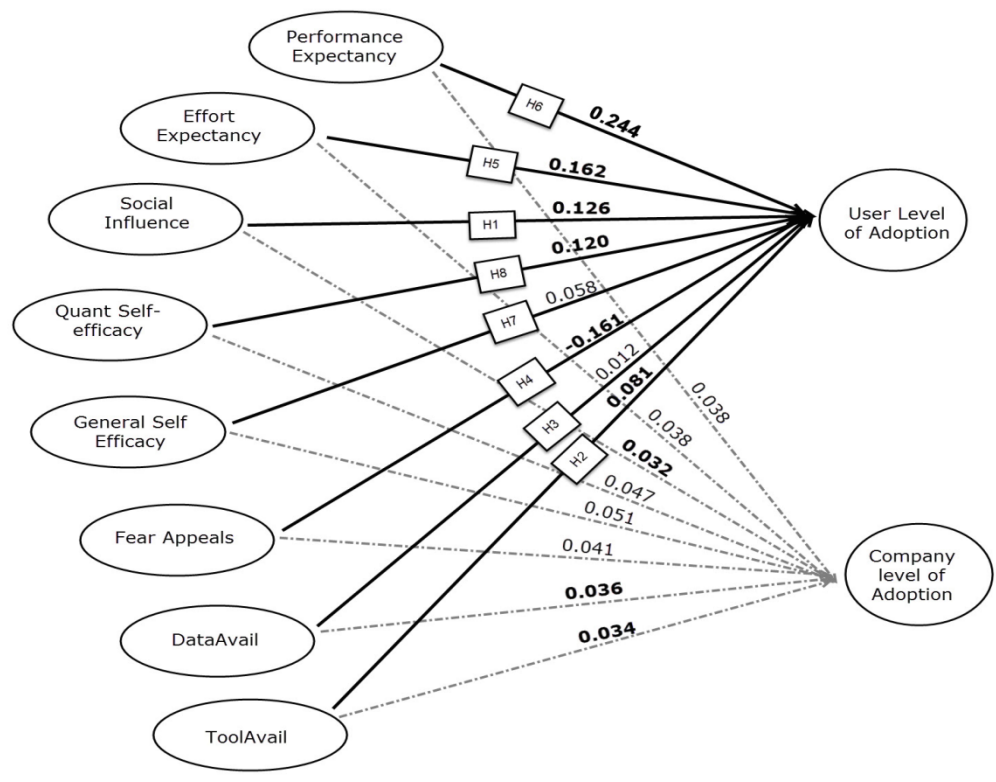 Performance
Expectancy
H6
0.244
Effort
Expectancy
H5
0.162
Social
Influence
H1
0.126
User Level
of Adoption
H8
0.120
Quant Self-
efficacy
H7
0.058
-0.161
H4
0.012
0.081
0.038
General Self
Efficacy
H3
0.038
H2
0.032
0.047
0.051
Fear Appeals
0.041
Company
level of
Adoption
0.036
DataAvail
0.034
ToolAvail